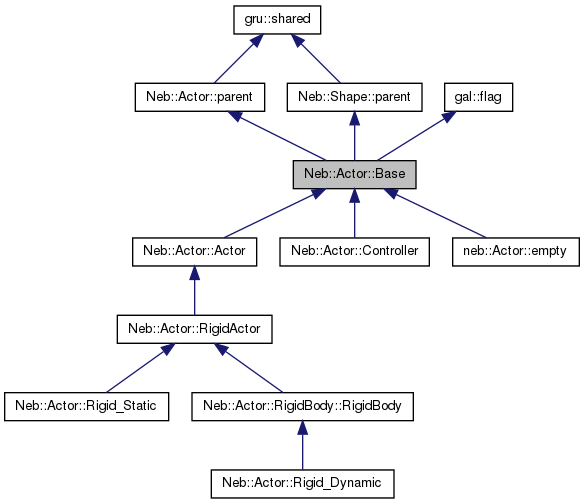 gru::shared
Neb::Actor::parent
Neb::Shape::parent
gal::flag
Neb::Actor::Base
Neb::Actor::Actor
Neb::Actor::Controller
neb::Actor::empty
Neb::Actor::RigidActor
Neb::Actor::Rigid_Static
Neb::Actor::RigidBody::RigidBody
Neb::Actor::Rigid_Dynamic